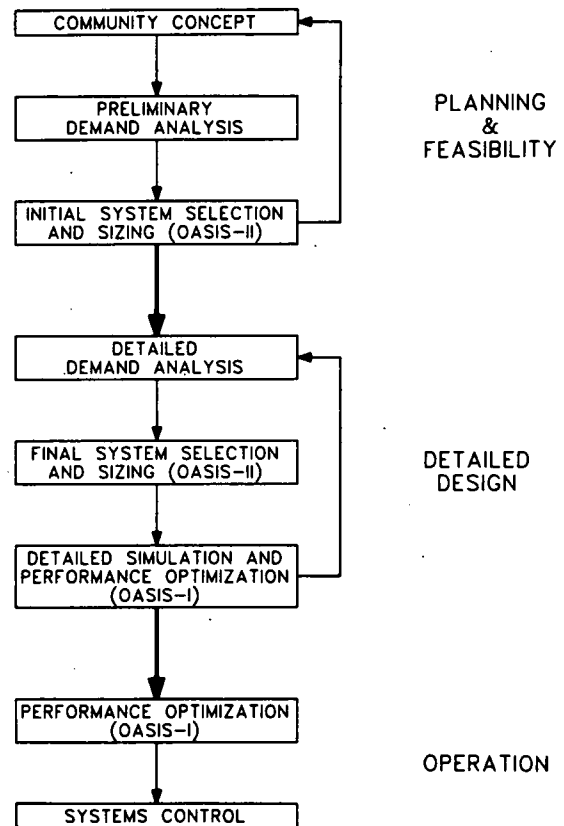 COMMUNITY CONCEPT
PRELIMINARY
DEMAND ANALYSIS
PLANNING
&
FEASIBILITY
INITIAL SYSTEM SELECTION
AND SIZING (OASIS-II)
DETAILED
DEMAND ANALYSIS
FINAL SYSTEM SELECTION
AND SIZING (OASIS-II)
DETAILED
DESIGN
DETAILED SIMULATION AND
PERFORMANCE OPTIMIZATION
(OASIS-I)
PERFORMANCE OPTIMIZATION
(OASIS-I)
OPERATION
SYSTEMS CONTROL